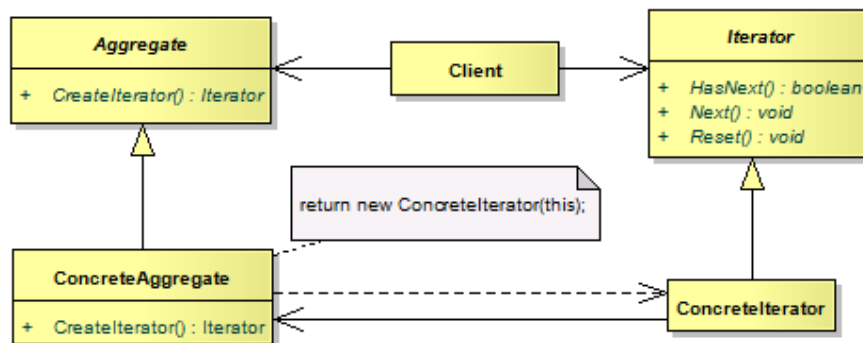 Aggregate
+ CreateIterator() : Iterator
Client
Iterator
+ HasNext() : boolean
+ Next() : void
+ Reset() : void
return new ConcreteIterator(this);
ConcreteAggregate
+ CreateIterator() : Iterator
ConcreteIterator